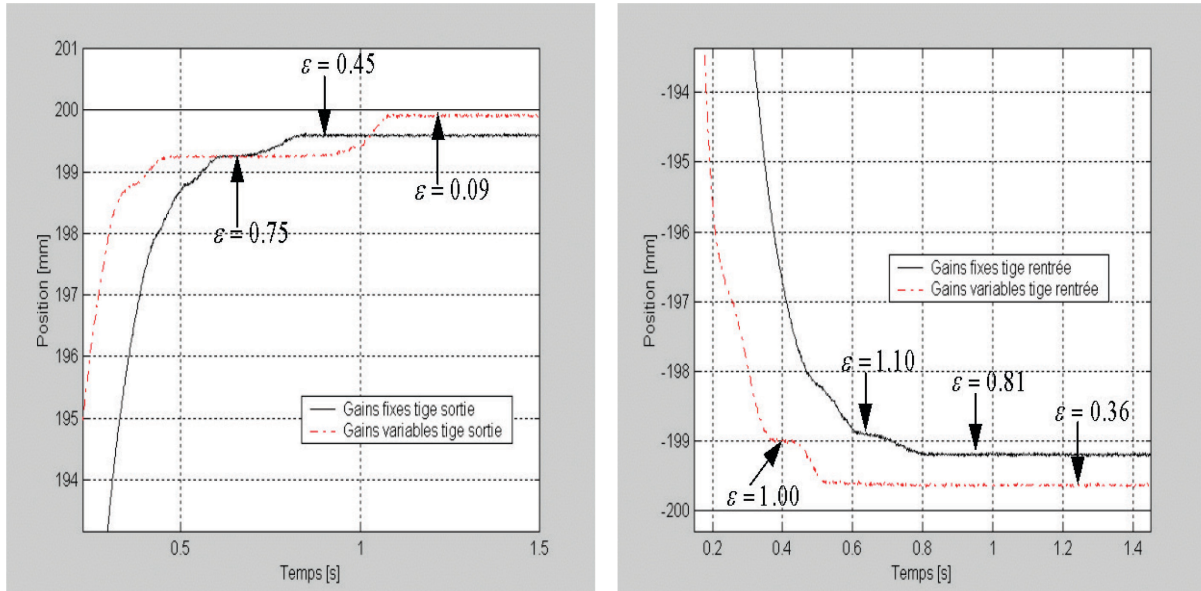 201
200
199
198
197
196
195
194
Position [mm]
ε = 0.45
ε = 0.09
ε = 0.75
Gains fixes tige sortie
Gains variables tige sortie
0.5
1
1.5
Temps [s]
-194
-195
-196
-197
-198
-199
-200
Position [mm]
Gains fixes tige rentrée
Gains variables tige rentrée
ε = 1.10
ε = 0.81
ε = 0.36
ε = 1.00
0.2
0.4
0.6
0.8
1
1.2
1.4
Temps [s]